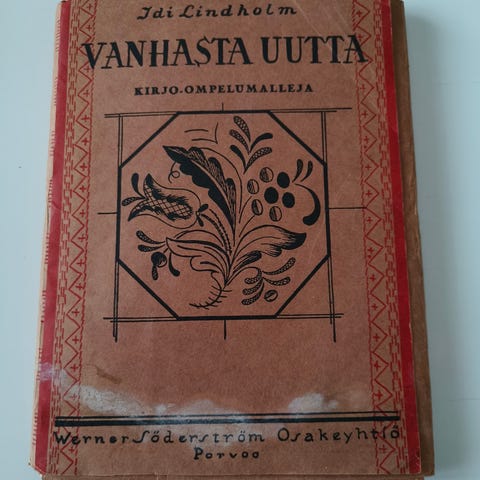 Idi Lindholm
VANHASTA UUTTA
KIRJO-OMPELUMALLEJA
Werner Söderström Osakeyhtiö
Porvoo